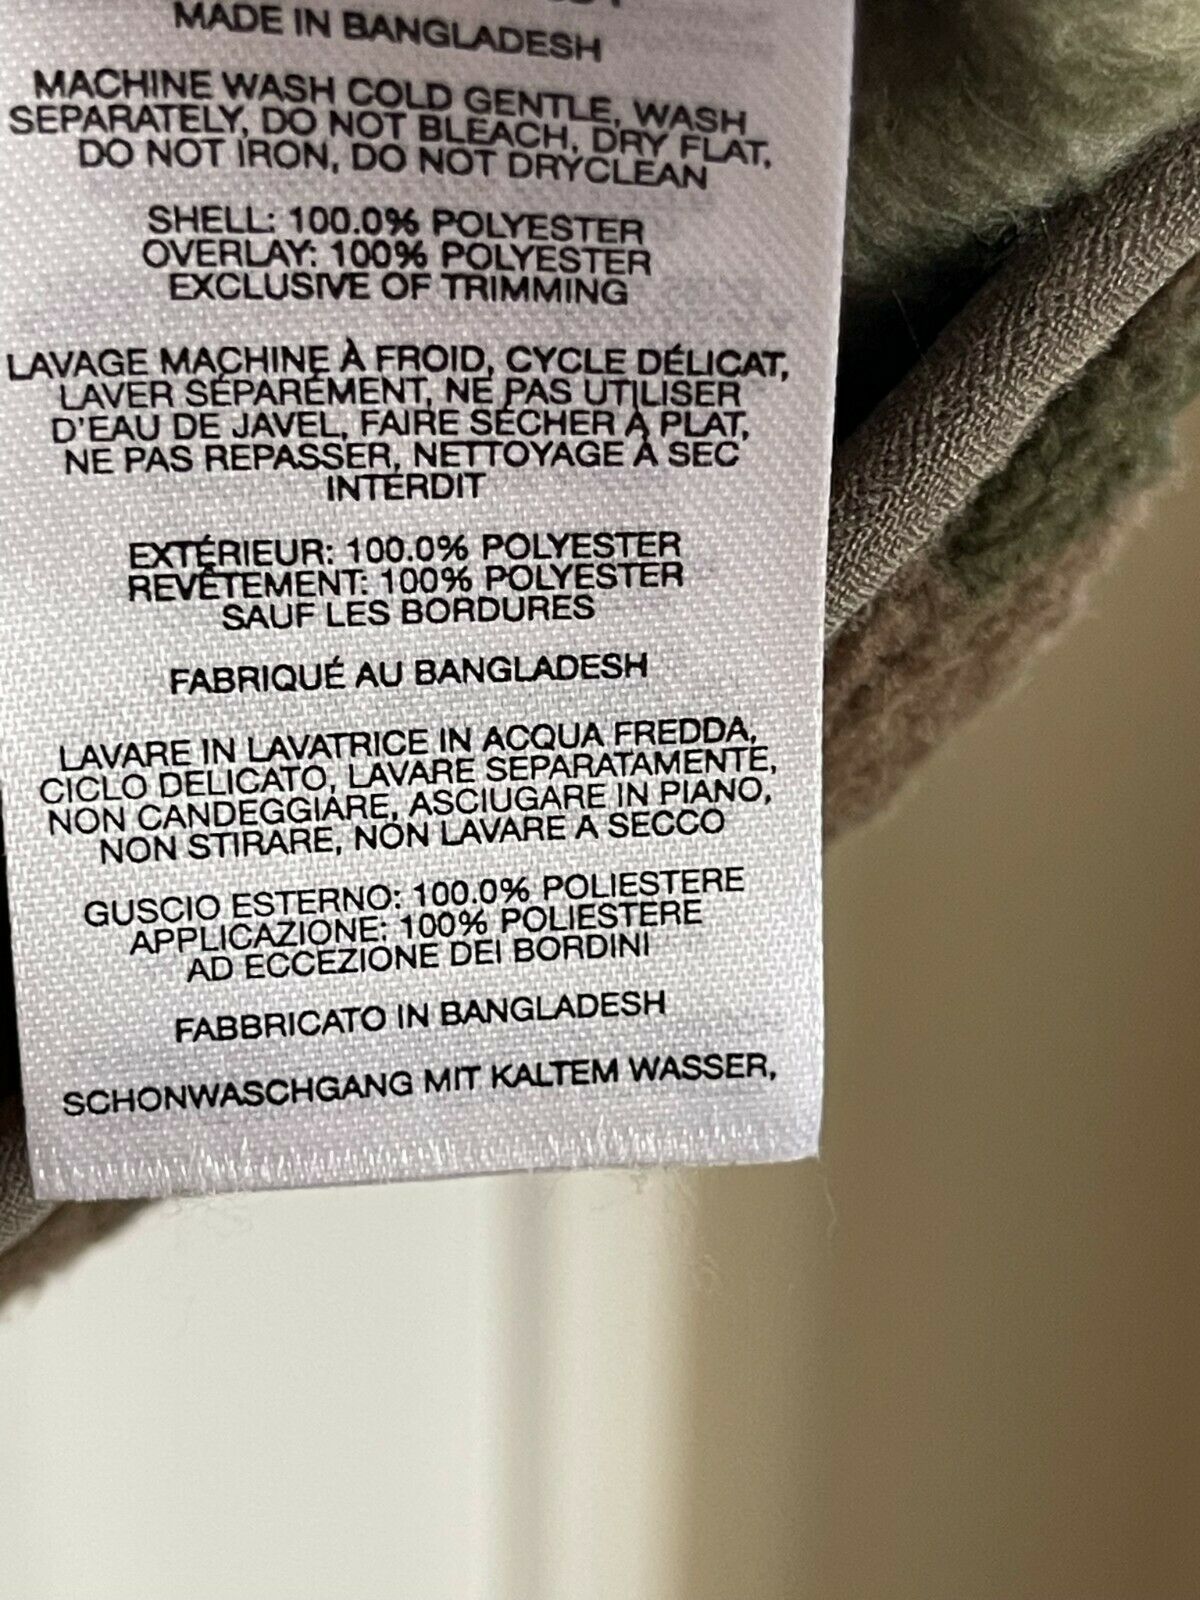 MADE IN BANGLADESH
MACHINE WASH COLD GENTLE, WASH
SEPARATELY, DO NOT BLEACH, DRY FLAT,
DO NOT IRON, DO NOT DRYCLEAN
SHELL: 100.0% POLYESTER
OVERLAY: 100% POLYESTER
EXCLUSIVE OF TRIMMING
LAVAGE MACHINE À FROID, CYCLE DÉLICAT,
LAVER SÉPARÉMENT, NE PAS UTILISER
D'EAU DE JAVEL, FAIRE SÉCHER À PLAT,
NE PAS REPASSER, NETTOYAGE À SEC
INTERDIT
EXTÉRIEUR: 100.0% POLYESTER
REVÊTEMENT: 100% POLYESTER
SAUF LES BORDURES
FABRIQUÉ AU BANGLADESH
LAVARE IN LAVATRICE IN ACQUA FREDDA,
CICLO DELICATO, LAVARE SEPARATAMENTE,
NON CANDEGGIARE, ASCIUGARE IN PIANO,
NON STIRARE, NON LAVARE A SECCO
GUSCIO ESTERNO: 100.0% POLIESTERE
APPLICAZIONE: 100% POLIESTERE
AD ECCEZIONE DEI BORDINI
FABBRICATO IN BANGLADESH
SCHONWASCHGANG MIT KALTEM WASSER,